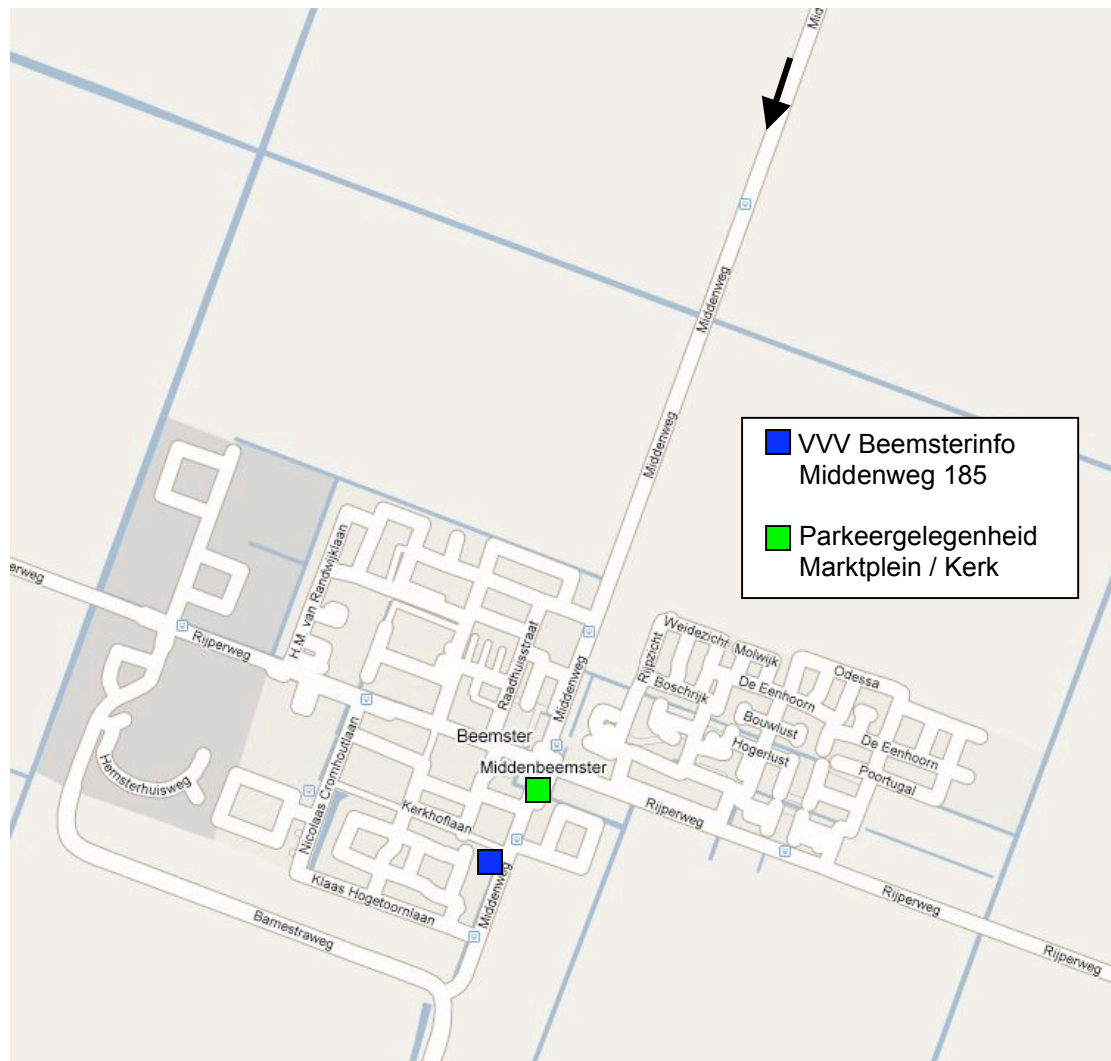 Mid
Middenweg
Middenweg
VVV Beemsterinfo
Middenweg 185
Parkeergelegenheid
Marktplein / Kerk
erweg
H.M. van Randwijklaan
Rijperweg
Raadhuisstraat
Middenweg
Rijpzicht
Weidezicht
Molwijk
Odessa
Boschrijk
De Eenhoorn
Bouwlust
Hogerlust
De Eenhoorn
Poortugal
Beemster
Middenbeemster
Hemsterhuisweg
Nicolaas Cromhoutlaan
Kerkhoflaan
Rijperweg
Klaas Hogetoornlaan
Middenweg
Bamestraweg
Rijperweg
Rijperweg